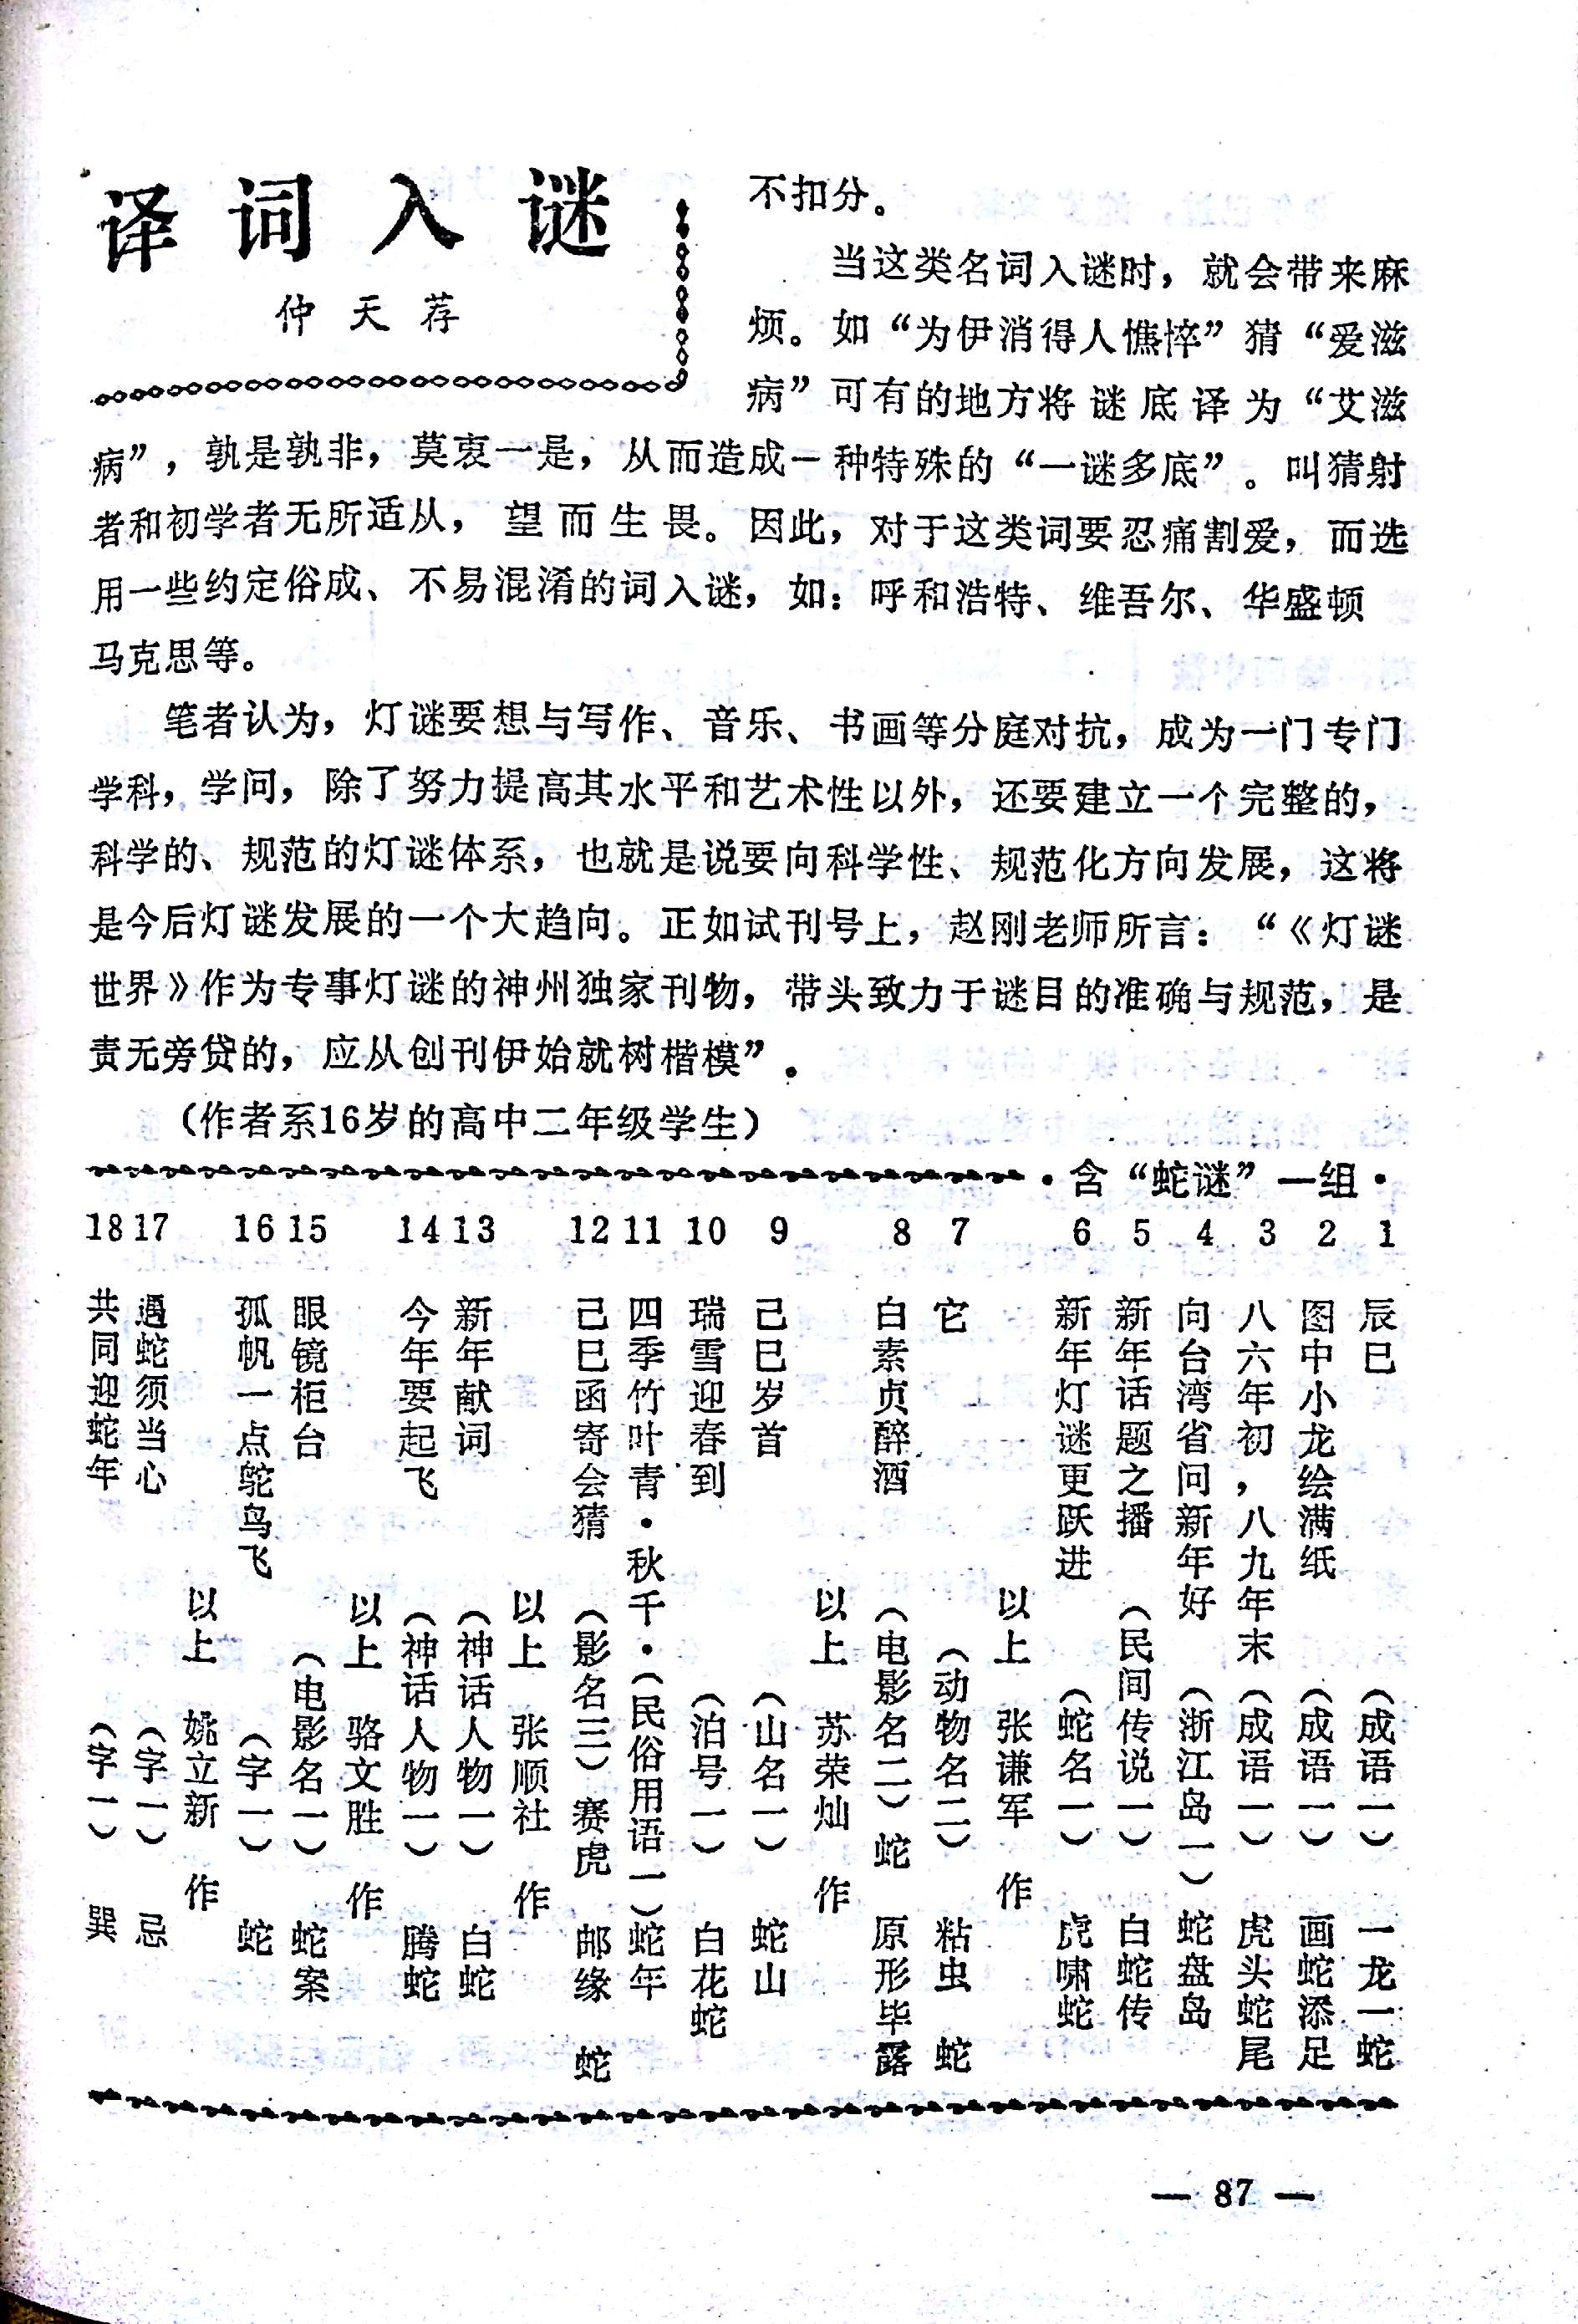 译词入谜
仲天荐
不扣分。
当这类名词入谜时，就会带来麻
烦。如“为伊消得人憔悴”猜“爱滋
病”可有的地方将谜底译为“艾滋
病”，孰是孰非，莫衷一是，从而造成一种特殊的“一谜多底”。叫猜射
者和初学者无所适从，望而生畏。因此，对于这类词要忍痛割爱，而选
用一些约定俗成、不易混淆的词入谜，如：呼和浩特、维吾尔、华盛顿
马克思等。
笔者认为，灯谜要想与写作、音乐、书画等分庭对抗，成为一门专门
学科，学问，除了努力提高其水平和艺术性以外，还要建立一个完整的，
科学的、规范的灯谜体系，也就是说要向科学性、规范化方向发展，这将
是今后灯谜发展的一个大趋向。正如试刊号上，赵刚老师所言：“《灯谜
世界》作为专事灯谜的神州独家刊物，带头致力于谜目的准确与规范，是
责无旁贷的，应从创刊伊始就树楷模”。
（作者系16岁的高中二年级学生）
·含“蛇谜”一组·
1 辰巳 （成语一） 一龙一蛇
2 图中小龙绘满纸 （成语一） 画蛇添足
3 八六年初，八九年末 （成语一） 虎头蛇尾
4 向台湾省问新年好 （浙江岛一） 蛇盘岛
5 新年话题之播 （民间传说一） 白蛇传
6 新年灯谜更跃进 （蛇名一） 虎啸蛇
以上 张谦军 作
7 它 （动物名二） 粘虫 蛇
8 白素贞醉酒 （电影名二） 蛇 原形毕露
以上 苏荣灿 作
9 己巳岁首 （山名一） 蛇山
10 瑞雪迎春到 （泊号一） 白花蛇
11 四季竹叶青·秋千·（民俗用语一） 蛇年
12 己巳函寄会猜 （影名三） 赛虎 邮缘 蛇
以上 张顺社 作
13 新年献词 （神话人物一） 白蛇
14 今年要起飞 （神话人物一） 腾蛇
以上 骆文胜 作
15 眼镜柜台 （电影名一） 蛇案
16 孤帆一点鸵鸟飞 （字一） 蛇
以上 姚立新 作
17 遇蛇须当心 （字一） 忌
18 共同迎蛇年 （字一） 巽
— 87 —